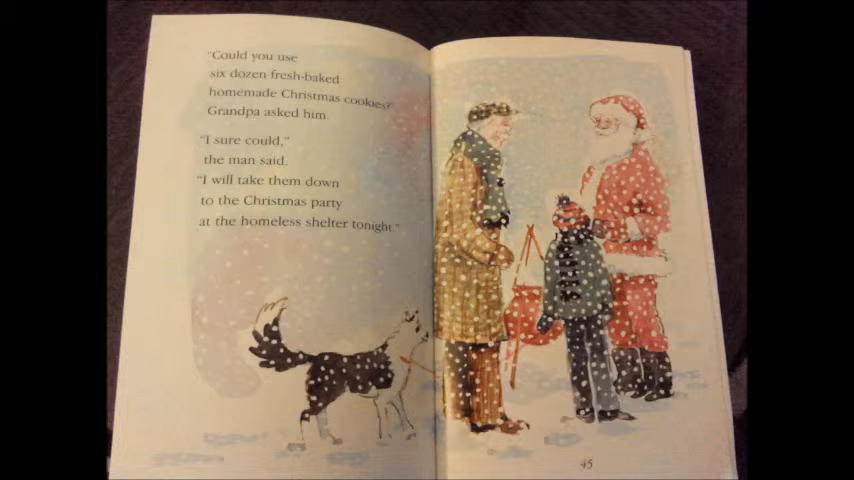 "Could you use
six dozen fresh-baked
homemade Christmas cookies?"
Grandpa asked him.
"I sure could,"
the man said.
"I will take them down
to the Christmas party
at the homeless shelter tonight."
45